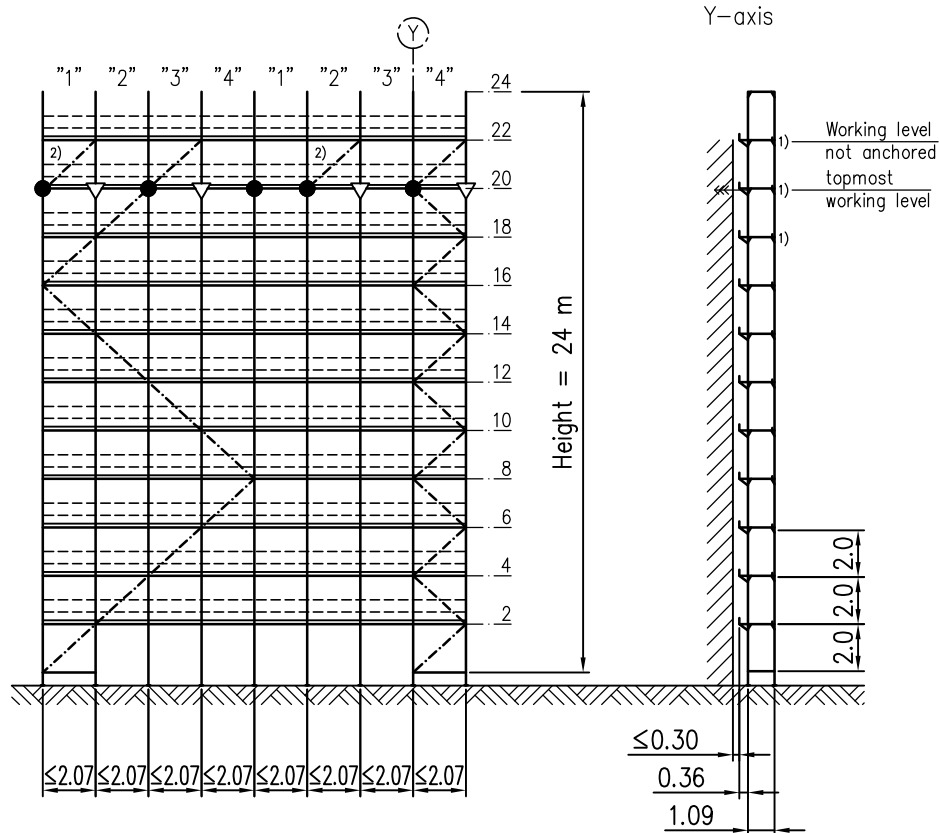 Y-axis
Y
"1" "2" "3" "4" "1" "2" "3" "4"
24
22
20
18
16
14
12
10
8
6
4
2
2)
2)
Height = 24 m
1)
1)
1)
Working level
not anchored
topmost
working level
2.0
2.0
2.0
≤2.07 ≤2.07 ≤2.07 ≤2.07 ≤2.07 ≤2.07 ≤2.07 ≤2.07
≤0.30
0.36
1.09